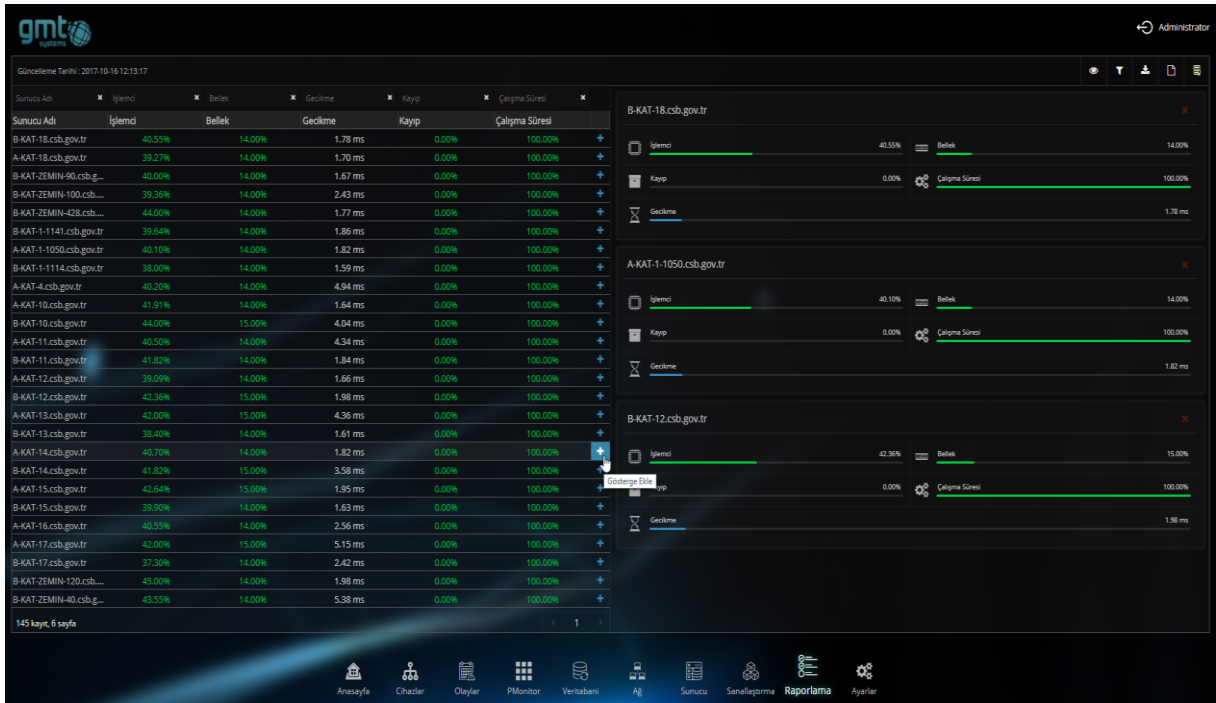 gmt
systems
Administrator
Güncelleme Tarihi : 2017-10-16 12:13:17
Sunucu Adı İşlemci Bellek Gecikme Kayıp Çalışma Süresi
Sunucu Adı İşlemci Bellek Gecikme Kayıp Çalışma Süresi
B-KAT-18.csb.gov.tr 40.55% 14.00% 1.78 ms 0.00% 100.00%
A-KAT-18.csb.gov.tr 39.27% 14.00% 1.70 ms 0.00% 100.00%
B-KAT-ZEMIN-90.csb.g... 40.00% 14.00% 1.67 ms 0.00% 100.00%
B-KAT-ZEMIN-100.csb.... 39.36% 14.00% 2.43 ms 0.00% 100.00%
B-KAT-ZEMIN-428.csb.... 44.00% 14.00% 1.77 ms 0.00% 100.00%
B-KAT-1-1141.csb.gov.tr 39.64% 14.00% 1.86 ms 0.00% 100.00%
A-KAT-1-1050.csb.gov.tr 40.10% 14.00% 1.82 ms 0.00% 100.00%
B-KAT-1-1114.csb.gov.tr 38.00% 14.00% 1.59 ms 0.00% 100.00%
A-KAT-4.csb.gov.tr 40.20% 14.00% 4.94 ms 0.00% 100.00%
A-KAT-10.csb.gov.tr 41.91% 14.00% 1.64 ms 0.00% 100.00%
B-KAT-10.csb.gov.tr 44.00% 15.00% 4.04 ms 0.00% 100.00%
A-KAT-11.csb.gov.tr 40.50% 14.00% 4.34 ms 0.00% 100.00%
B-KAT-11.csb.gov.tr 41.82% 14.00% 1.84 ms 0.00% 100.00%
A-KAT-12.csb.gov.tr 39.09% 14.00% 1.66 ms 0.00% 100.00%
B-KAT-12.csb.gov.tr 42.36% 15.00% 1.98 ms 0.00% 100.00%
A-KAT-13.csb.gov.tr 42.00% 15.00% 4.36 ms 0.00% 100.00%
B-KAT-13.csb.gov.tr 38.40% 14.00% 1.61 ms 0.00% 100.00%
A-KAT-14.csb.gov.tr 40.70% 14.00% 1.82 ms 0.00% 100.00%
B-KAT-14.csb.gov.tr 41.82% 15.00% 3.58 ms 0.00% 100.00%
A-KAT-15.csb.gov.tr 42.64% 15.00% 1.95 ms 0.00% 100.00%
B-KAT-15.csb.gov.tr 39.90% 14.00% 1.63 ms 0.00% 100.00%
A-KAT-16.csb.gov.tr 40.55% 14.00% 2.56 ms 0.00% 100.00%
A-KAT-17.csb.gov.tr 42.00% 15.00% 5.15 ms 0.00% 100.00%
B-KAT-17.csb.gov.tr 37.30% 14.00% 2.42 ms 0.00% 100.00%
B-KAT-ZEMIN-120.csb.... 45.00% 14.00% 1.98 ms 0.00% 100.00%
B-KAT-ZEMIN-40.csb.g... 43.55% 14.00% 5.38 ms 0.00% 100.00%
145 kayıt, 6 sayfa 1
B-KAT-18.csb.gov.tr
İşlemci 40.55% Bellek 14.00%
Kayıp 0.00% Çalışma Süresi 100.00%
Gecikme 1.78 ms
A-KAT-1-1050.csb.gov.tr
İşlemci 40.10% Bellek 14.00%
Kayıp 0.00% Çalışma Süresi 100.00%
Gecikme 1.82 ms
B-KAT-12.csb.gov.tr
İşlemci 42.36% Bellek 15.00%
Gösterge Ekle
yıp 0.00% Çalışma Süresi 100.00%
Gecikme 1.98 ms
Anasayfa Cihazlar Olaylar PMonitor Veritabani Ağ Sunucu Sanallaştırma Raporlama Ayarlar